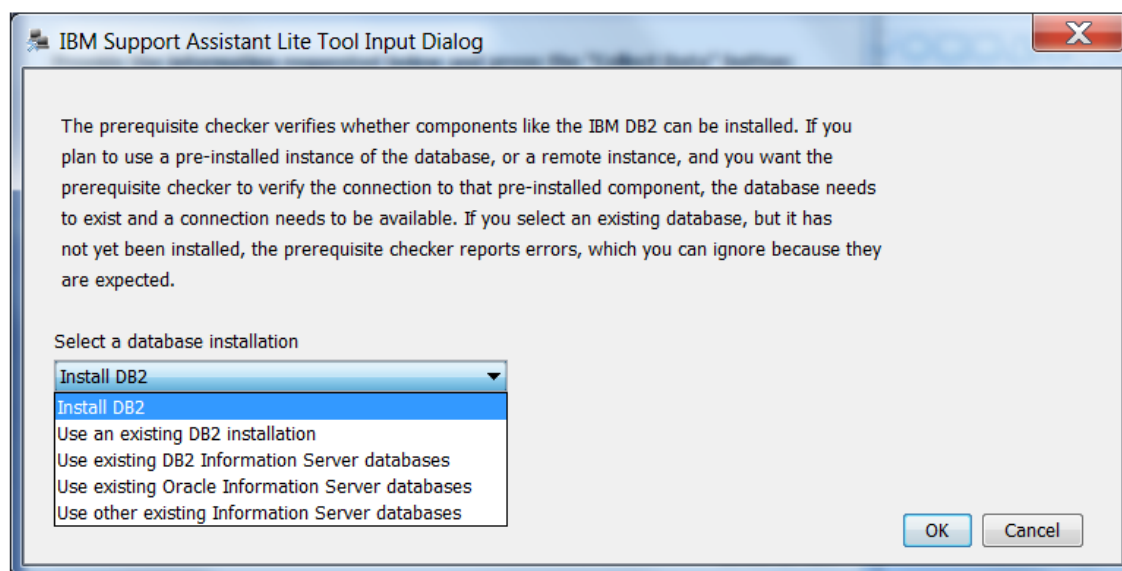 IBM Support Assistant Lite Tool Input Dialog
The prerequisite checker verifies whether components like the IBM DB2 can be installed. If you
plan to use a pre-installed instance of the database, or a remote instance, and you want the
prerequisite checker to verify the connection to that pre-installed component, the database needs
to exist and a connection needs to be available. If you select an existing database, but it has
not yet been installed, the prerequisite checker reports errors, which you can ignore because they
are expected.
Select a database installation
Install DB2
Install DB2
Use an existing DB2 installation
Use existing DB2 Information Server databases
Use existing Oracle Information Server databases
Use other existing Information Server databases
OK Cancel